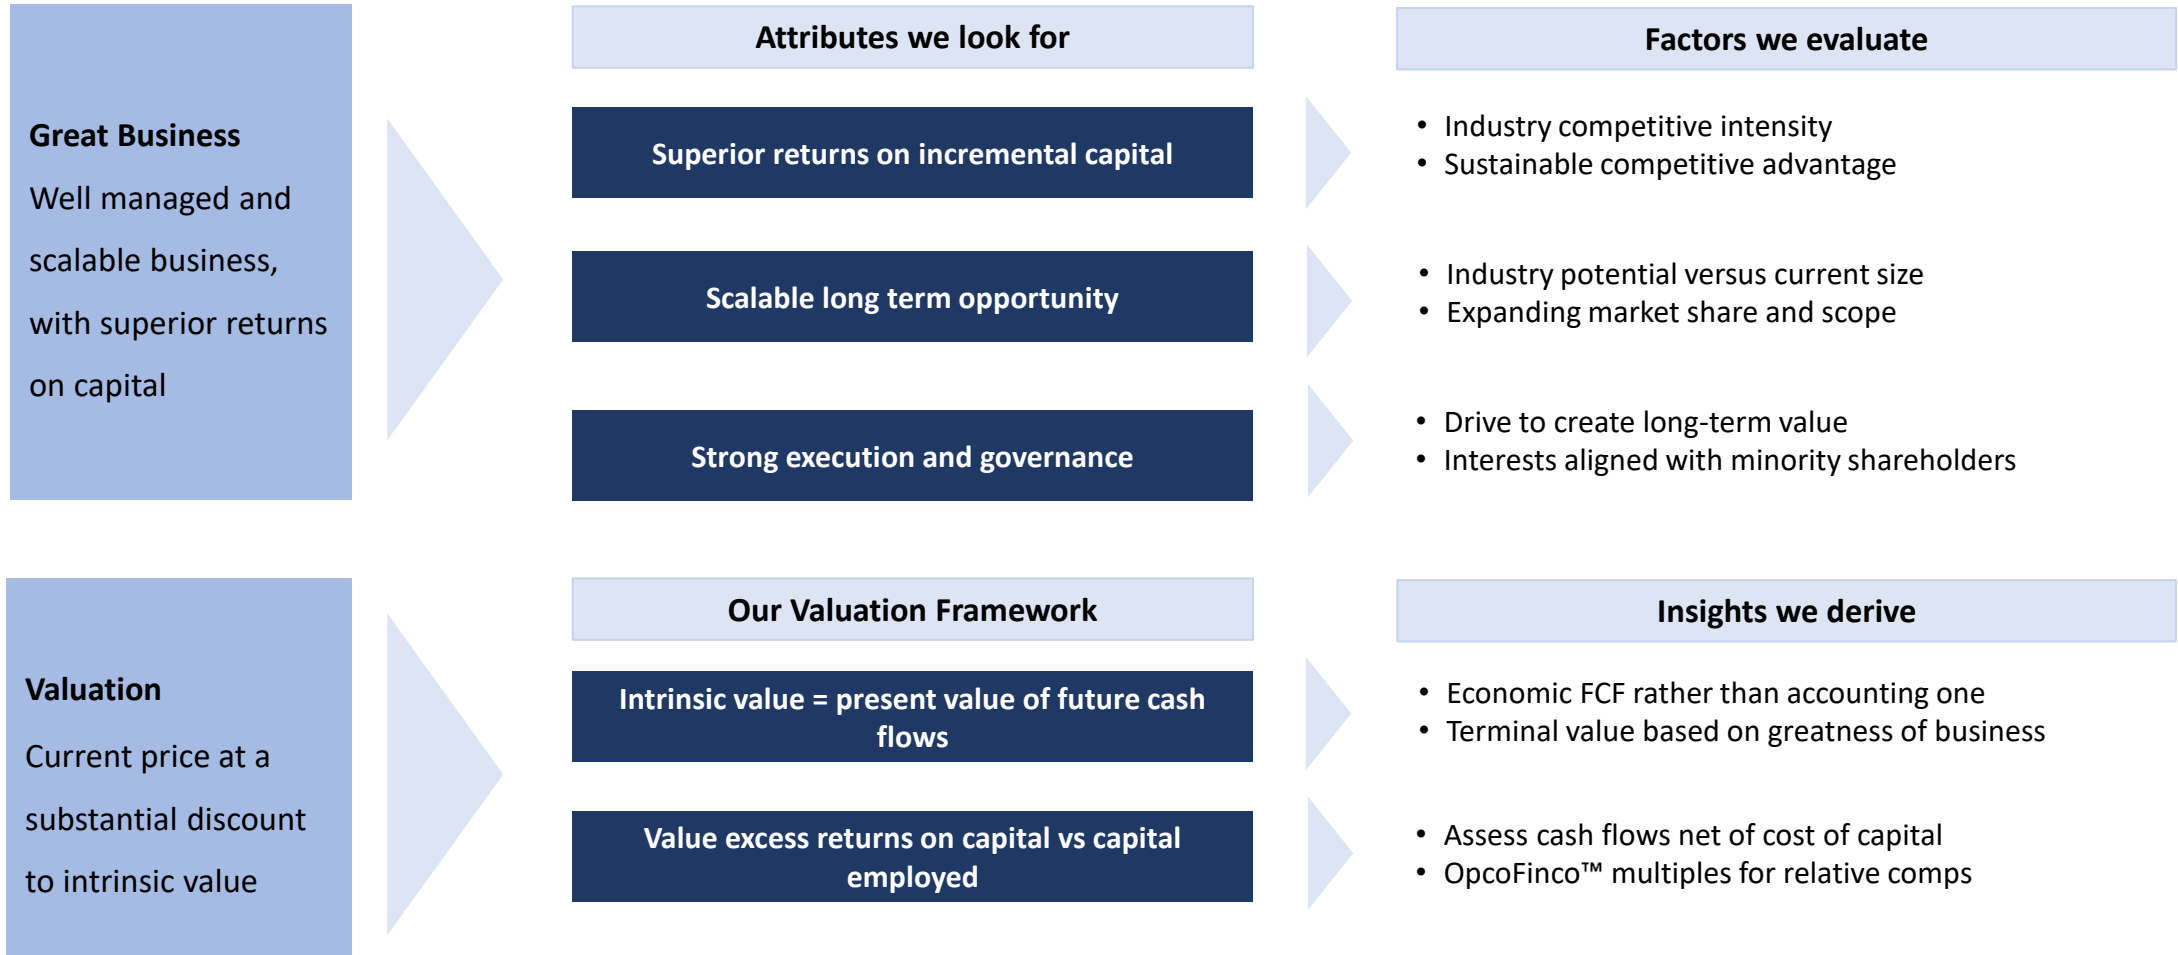 Great Business
Well managed and
scalable business,
with superior returns
on capital
Attributes we look for
Superior returns on incremental capital
Scalable long term opportunity
Strong execution and governance
Factors we evaluate
• Industry competitive intensity
• Sustainable competitive advantage
• Industry potential versus current size
• Expanding market share and scope
• Drive to create long-term value
• Interests aligned with minority shareholders
Valuation
Current price at a
substantial discount
to intrinsic value
Our Valuation Framework
Intrinsic value = present value of future cash
flows
Value excess returns on capital vs capital
employed
Insights we derive
• Economic FCF rather than accounting one
• Terminal value based on greatness of business
• Assess cash flows net of cost of capital
• OpcoFinco™ multiples for relative comps